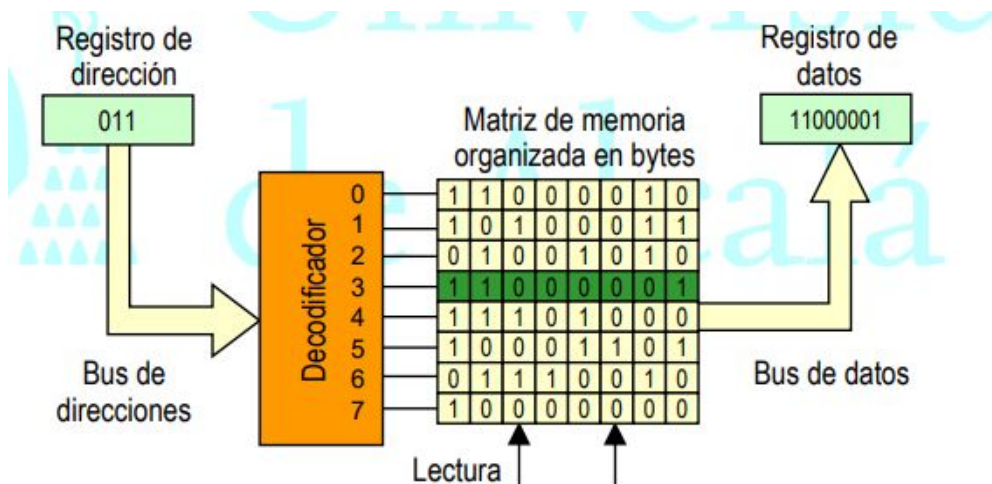 Universid
de Alcalá
Registro de
dirección
011
Registro de
datos
11000001
Matriz de memoria
organizada en bytes
Decodificador
0 1 1 0 0 0 0 1 0
1 1 0 1 0 0 0 1 1
2 0 1 0 0 1 0 1 0
3 1 1 0 0 0 0 0 1
4 1 1 1 0 1 0 0 0
5 1 0 0 0 1 1 0 1
6 0 1 1 1 0 0 1 0
7 1 0 0 0 0 0 0 0
Bus de
direcciones
Bus de datos
Lectura